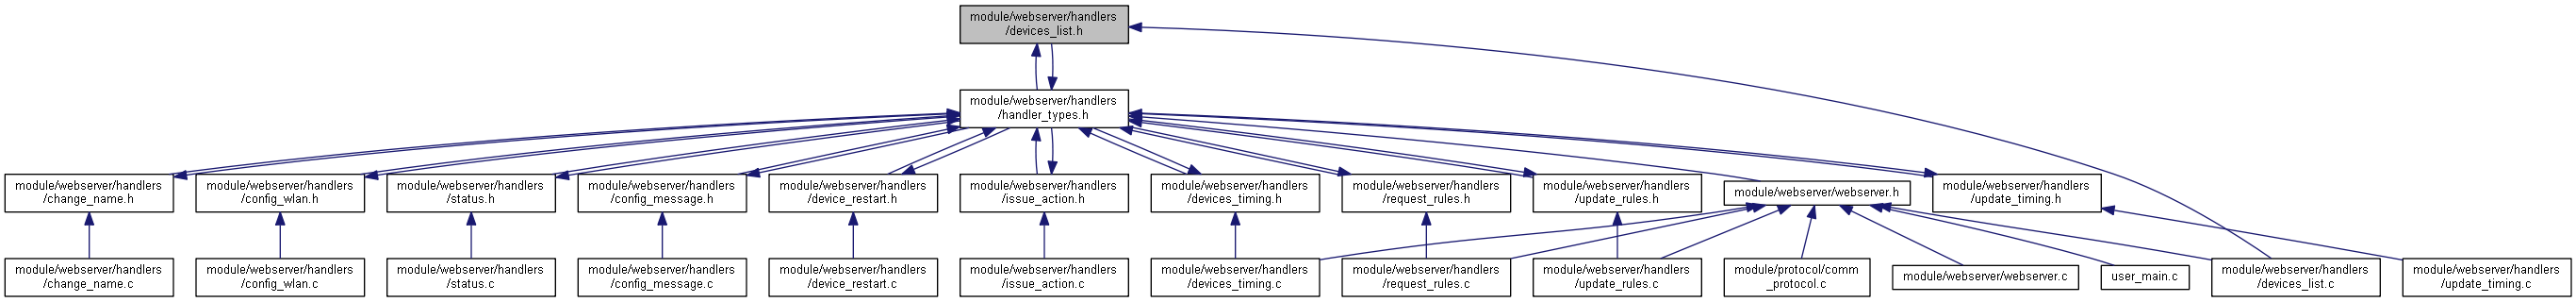 module/webserver/handlers
/devices_list.h
module/webserver/handlers
/handler_types.h
module/webserver/handlers
/change_name.h
module/webserver/handlers
/config_wlan.h
module/webserver/handlers
/status.h
module/webserver/handlers
/config_message.h
module/webserver/handlers
/device_restart.h
module/webserver/handlers
/issue_action.h
module/webserver/handlers
/devices_timing.h
module/webserver/handlers
/request_rules.h
module/webserver/handlers
/update_rules.h
module/webserver/webserver.h
module/webserver/handlers
/update_timing.h
module/webserver/handlers
/change_name.c
module/webserver/handlers
/config_wlan.c
module/webserver/handlers
/status.c
module/webserver/handlers
/config_message.c
module/webserver/handlers
/device_restart.c
module/webserver/handlers
/issue_action.c
module/webserver/handlers
/devices_timing.c
module/webserver/handlers
/request_rules.c
module/webserver/handlers
/update_rules.c
module/protocol/comm
_protocol.c
module/webserver/webserver.c
user_main.c
module/webserver/handlers
/devices_list.c
module/webserver/handlers
/update_timing.c